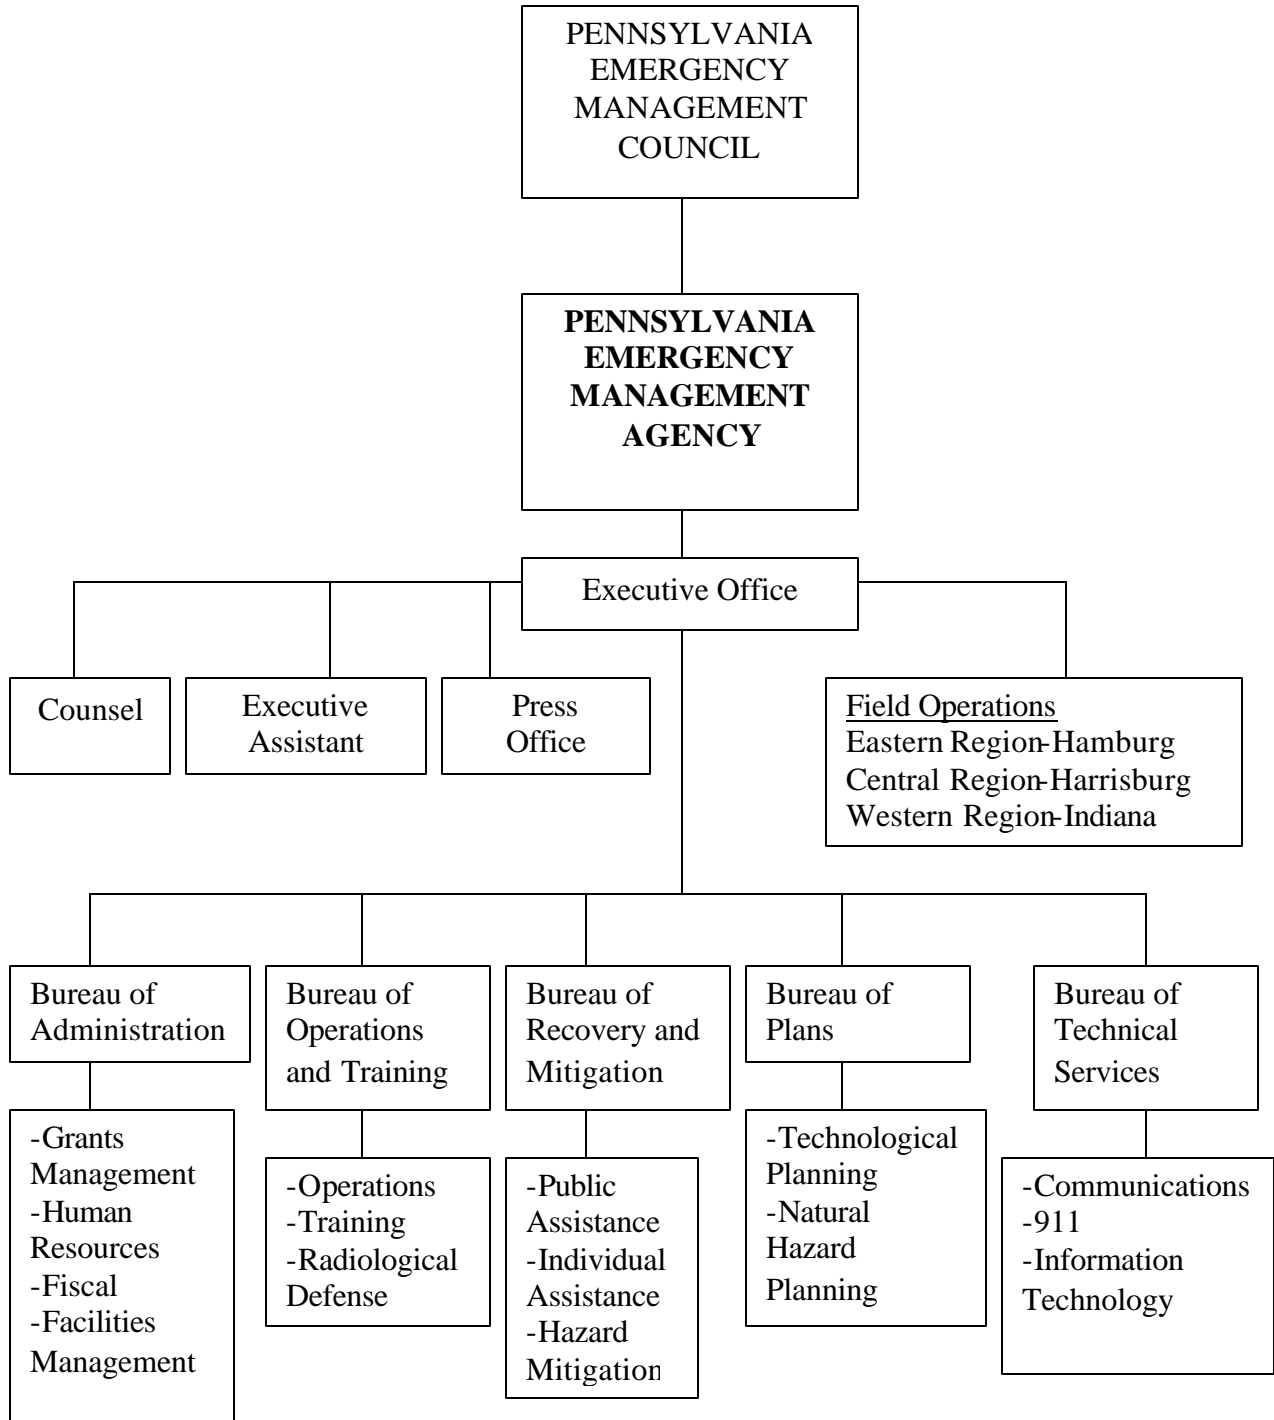 PENNSYLVANIA
EMERGENCY
MANAGEMENT
COUNCIL
PENNSYLVANIA
EMERGENCY
MANAGEMENT
AGENCY
Executive Office
Counsel
Executive
Assistant
Press
Office
Field Operations
Eastern Region-Hamburg
Central Region-Harrisburg
Western Region-Indiana
Bureau of
Administration
Bureau of
Operations
and Training
Bureau of
Recovery and
Mitigation
Bureau of
Plans
Bureau of
Technical
Services
-Grants
Management
-Human
Resources
-Fiscal
-Facilities
Management
-Operations
-Training
-Radiological
Defense
-Public
Assistance
-Individual
Assistance
-Hazard
Mitigation
-Technological
Planning
-Natural
Hazard
Planning
-Communications
-911
-Information
Technology